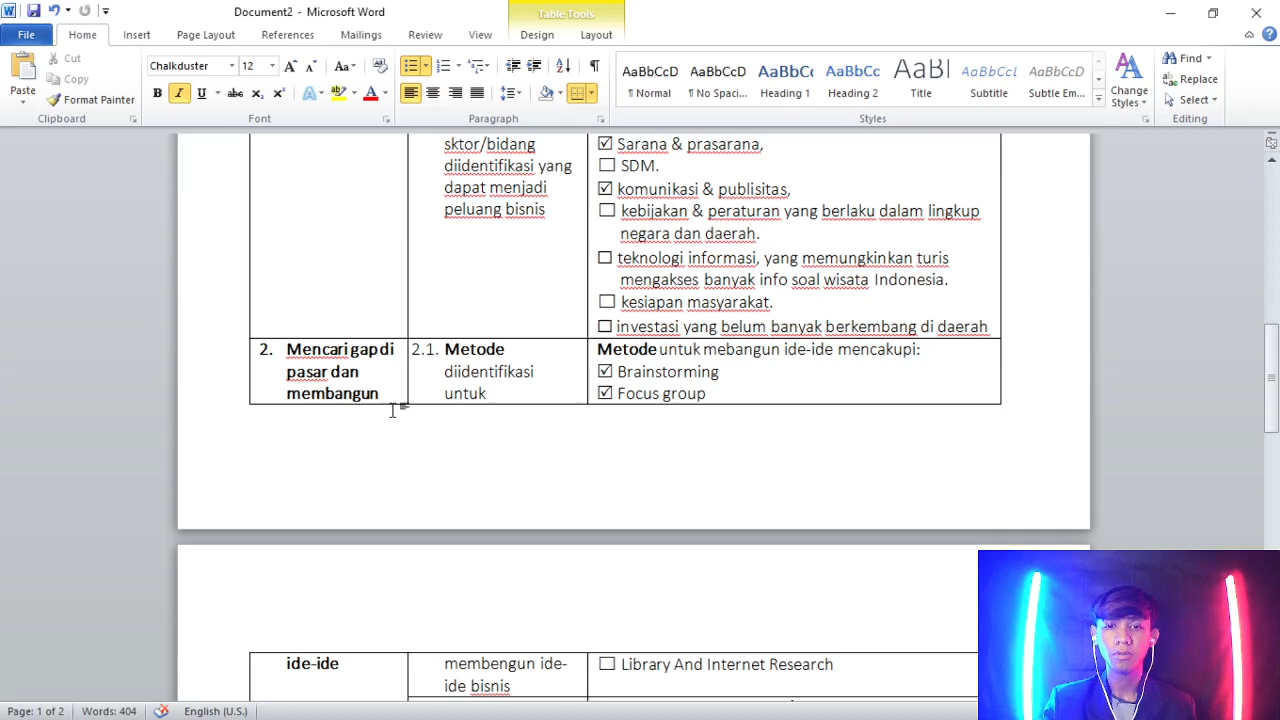 Document2 - Microsoft Word
Table Tools
File
Home
Insert
Page Layout
References
Mailings
Review
View
Design
Layout
Paste
Cut
Copy
Format Painter
Clipboard
Chalkduster
12
Font
Paragraph
AaBbCcD
¶ Normal
AaBbCcD
¶ No Spaci...
AaBbCc
Heading 1
AaBbCc
Heading 2
AaBb
Title
AaBbCcD
Subtitle
AaBbCcD
Subtle Em...
Change
Styles
Styles
Find
Replace
Select
Editing
sktor/bidang
diidentifikasi yang
dapat menjadi
peluang bisnis
☑ Sarana & prasarana,
☐ SDM.
☑ komunikasi & publisitas,
☐ kebijakan & peraturan yang berlaku dalam lingkup
negara dan daerah.
☐ teknologi informasi, yang memungkinkan turis
mengakses banyak info soal wisata Indonesia.
☐ kesiapan masyarakat.
☐ investasi yang belum banyak berkembang di daerah
2. Mencari gap di
pasar dan
membangun
2.1. Metode
diidentifikasi
untuk
Metode untuk mebangun ide-ide mencakupi:
☑ Brainstorming
☑ Focus group
ide-ide
membengun ide-
ide bisnis
☐ Library And Internet Research
Page: 1 of 2
Words: 404
English (U.S.)